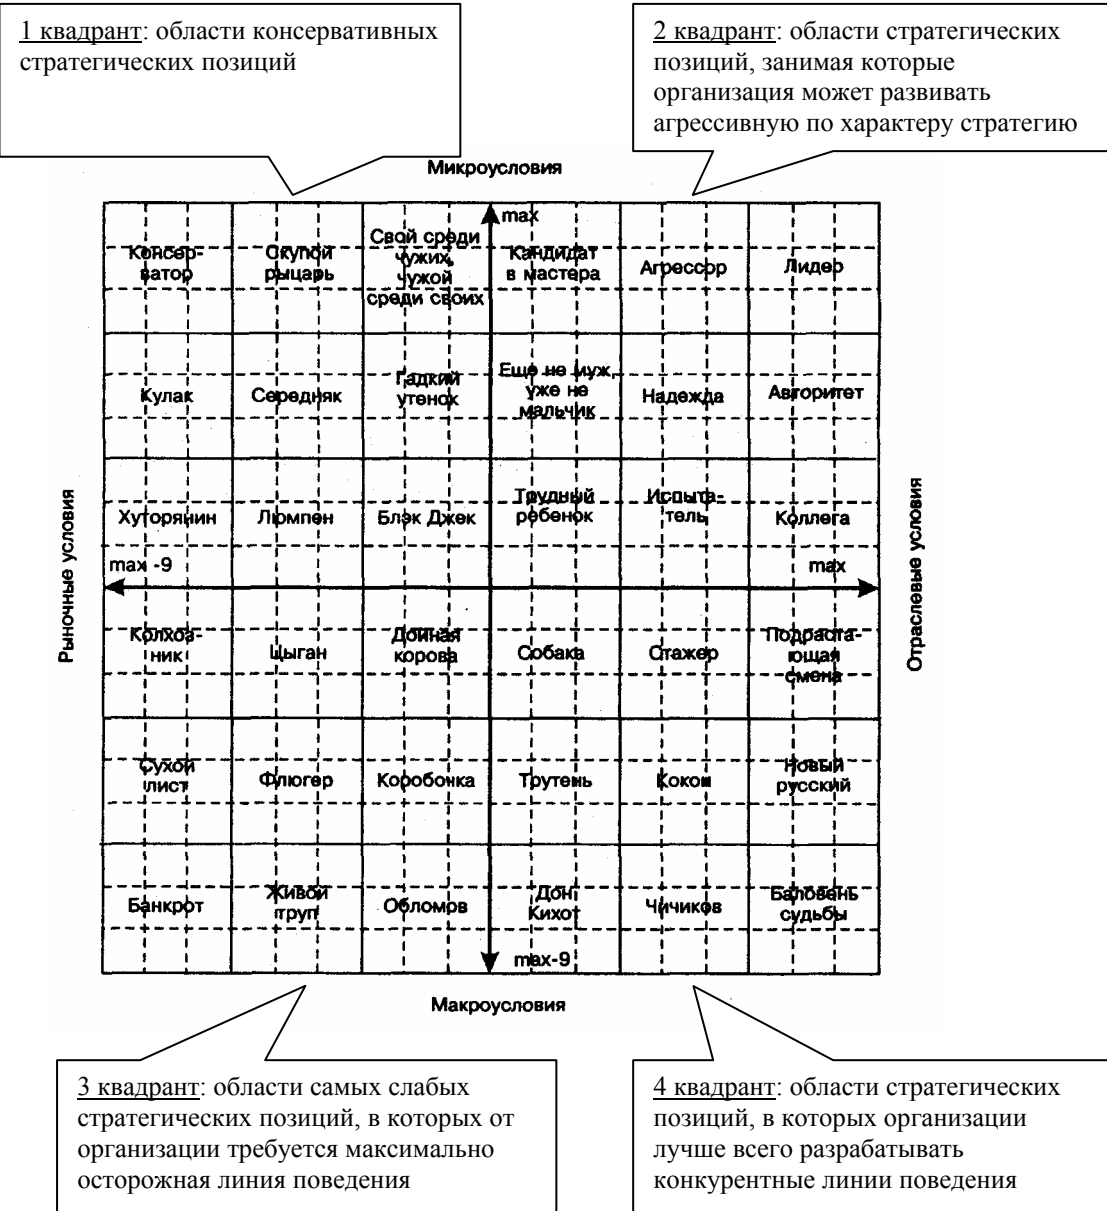 1 квадрант: области консервативных
стратегических позиций
2 квадрант: области стратегических
позиций, занимая которые
организация может развивать
агрессивную по характеру стратегию
Микроусловия
max
Консер-
ватор
Скупой
рыцарь
Свой среди
чужих,
чужой
среди своих
Кандидат
в мастера
Агрессор
Лидер
Кулак
Середняк
Гадкий
утенок
Еще не муж,
уже не
мальчик
Надежда
Авторитет
Хуторянин
Люмпен
Блэк Джек
Трудный
ребенок
Испыта-
тель
Коллега
max -9
max
Рыночные условия
Отраслевые условия
Колхоз-
ник
Цыган
Дойная
корова
Собака
Стажер
Подраста-
ющая
смена
Сухой
лист
Флюгер
Коробочка
Трутень
Кокон
Новый
русский
Банкрот
Живой
труп
Обломов
Дон
Кихот
Чичиков
Баловень
судьбы
max-9
Макроусловия
3 квадрант: области самых слабых
стратегических позиций, в которых от
организации требуется максимально
осторожная линия поведения
4 квадрант: области стратегических
позиций, в которых организации
лучше всего разрабатывать
конкурентные линии поведения